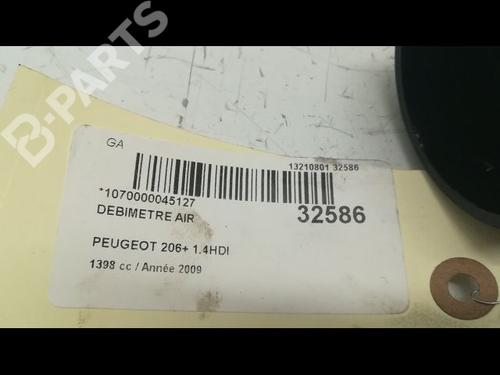 B-PARTS
GA
13210801 32586
*1070000045127
32586
DEBIMETRE AIR
PEUGEOT 206+ 1.4HDI
1398 cc / Année 2009